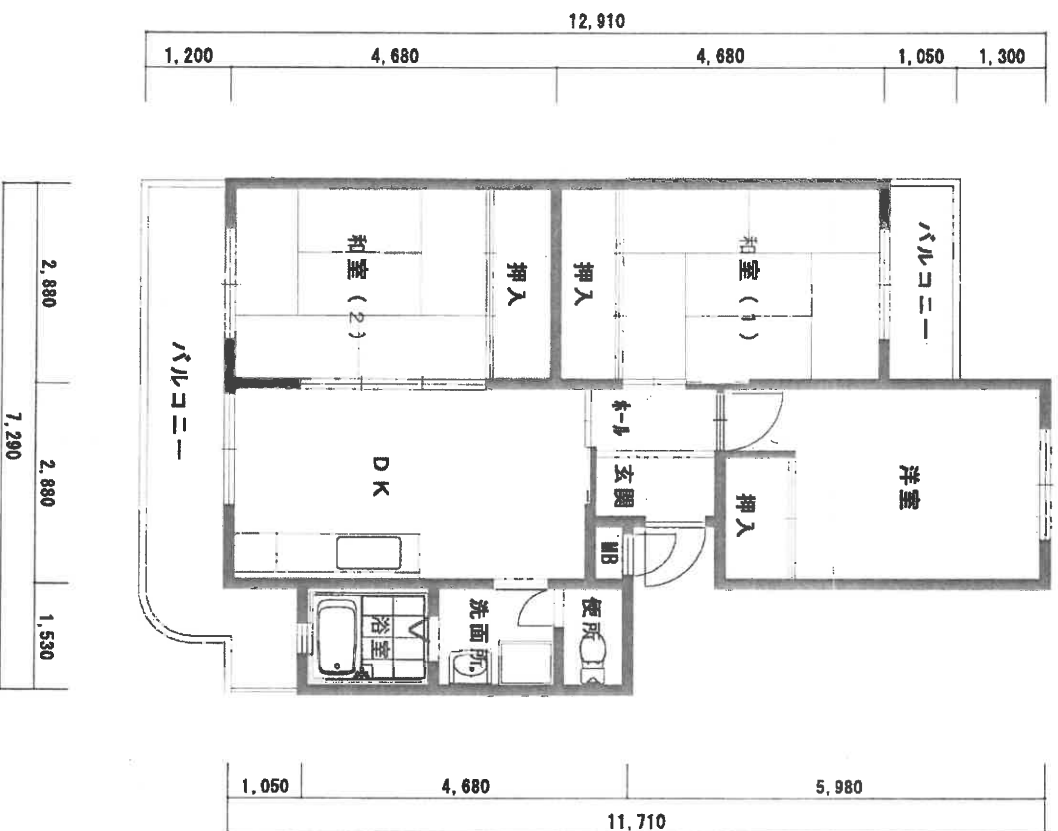 12,910
1,200
4,680
4,680
1,050
1,300
和室(2)
押入
押入
和室(1)
バルコニー
2,880
バルコニー
7,290
2,880
DK
ホール
玄関
押入
洋室
MB
1,530
浴室
洗面所
便所
1,050
4,680
5,980
11,710